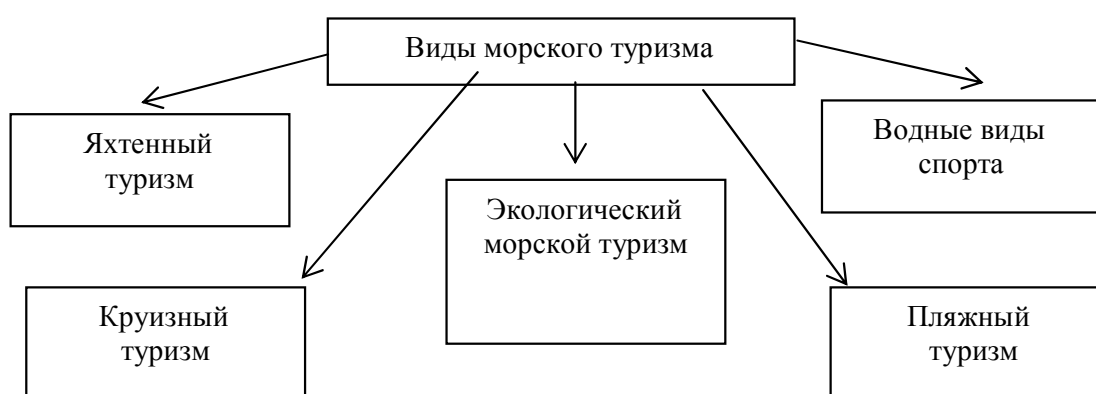 Виды морского туризма
Яхтенный
туризм
Водные виды
спорта
Экологический
морской туризм
Круизный
туризм
Пляжный
туризм